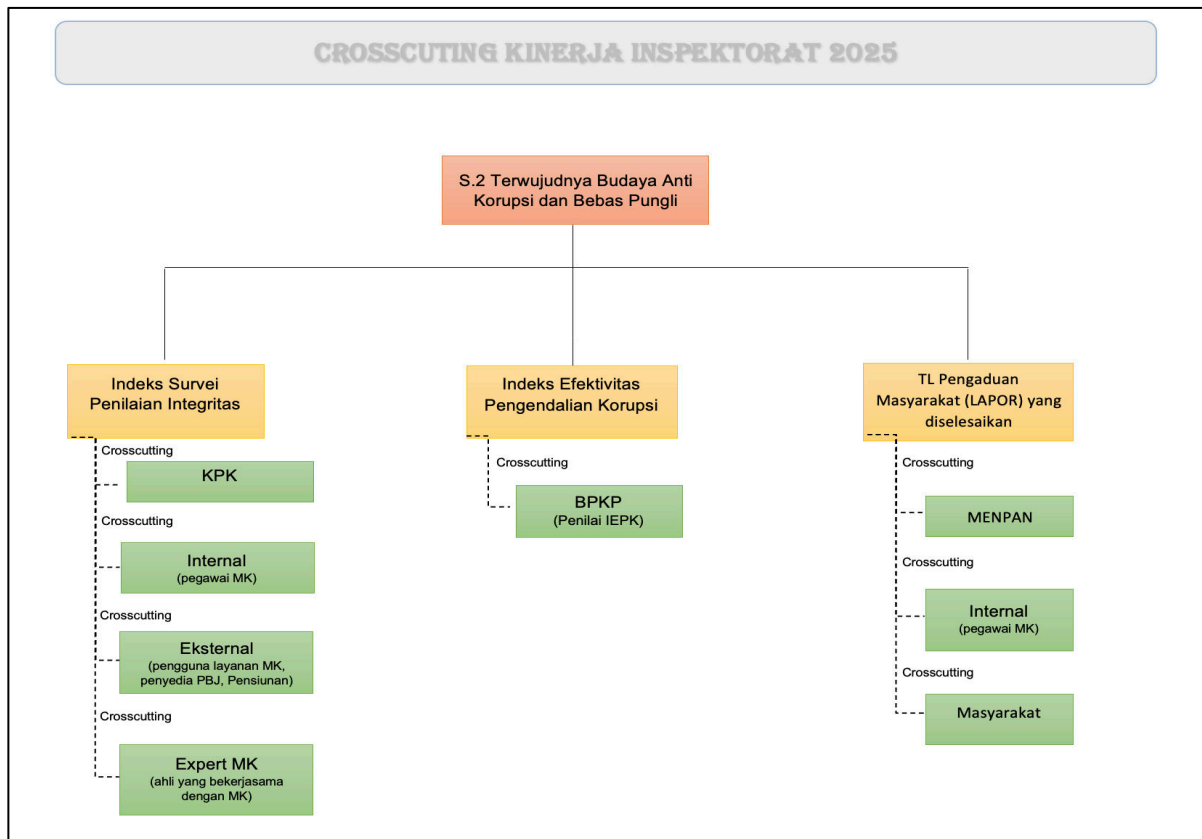 CROSSCUTING KINERJA INSPEKTORAT 2025
S.2 Terwujudnya Budaya Anti
Korupsi dan Bebas Pungli
Indeks Survei
Penilaian Integritas
Crosscutting
KPK
Crosscutting
Internal
(pegawai MK)
Crosscutting
Eksternal
(pengguna layanan MK,
penyedia PBJ, Pensiunan)
Crosscutting
Expert MK
(ahli yang bekerjasama
dengan MK)
Indeks Efektivitas
Pengendalian Korupsi
Crosscutting
BPKP
(Penilai IEPK)
TL Pengaduan
Masyarakat (LAPOR) yang
diselesaikan
Crosscutting
MENPAN
Crosscutting
Internal
(pegawai MK)
Crosscutting
Masyarakat